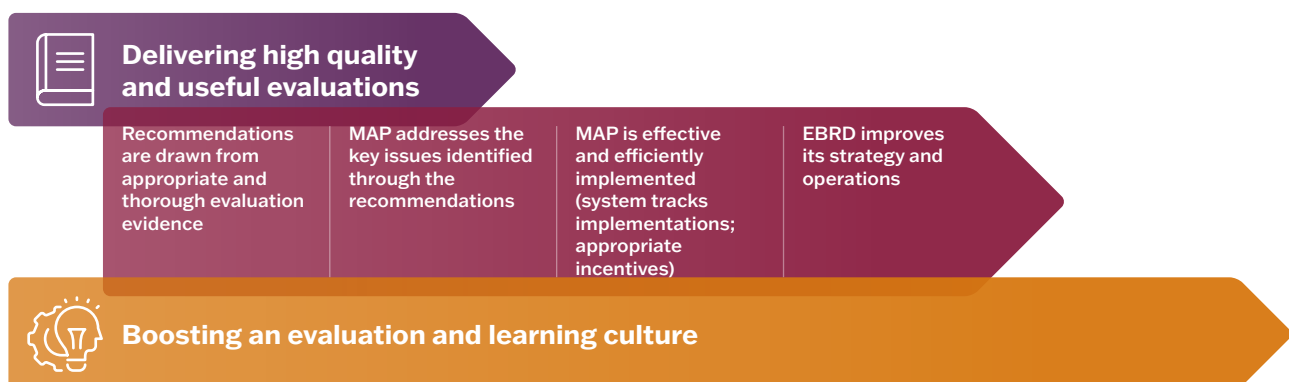 Delivering high quality
and useful evaluations
Recommendations
are drawn from
appropriate and
thorough evaluation
evidence
MAP addresses the
key issues identified
through the
recommendations
MAP is effective
and efficiently
implemented
(system tracks
implementations;
appropriate
incentives)
EBRD improves
its strategy and
operations
Boosting an evaluation and learning culture